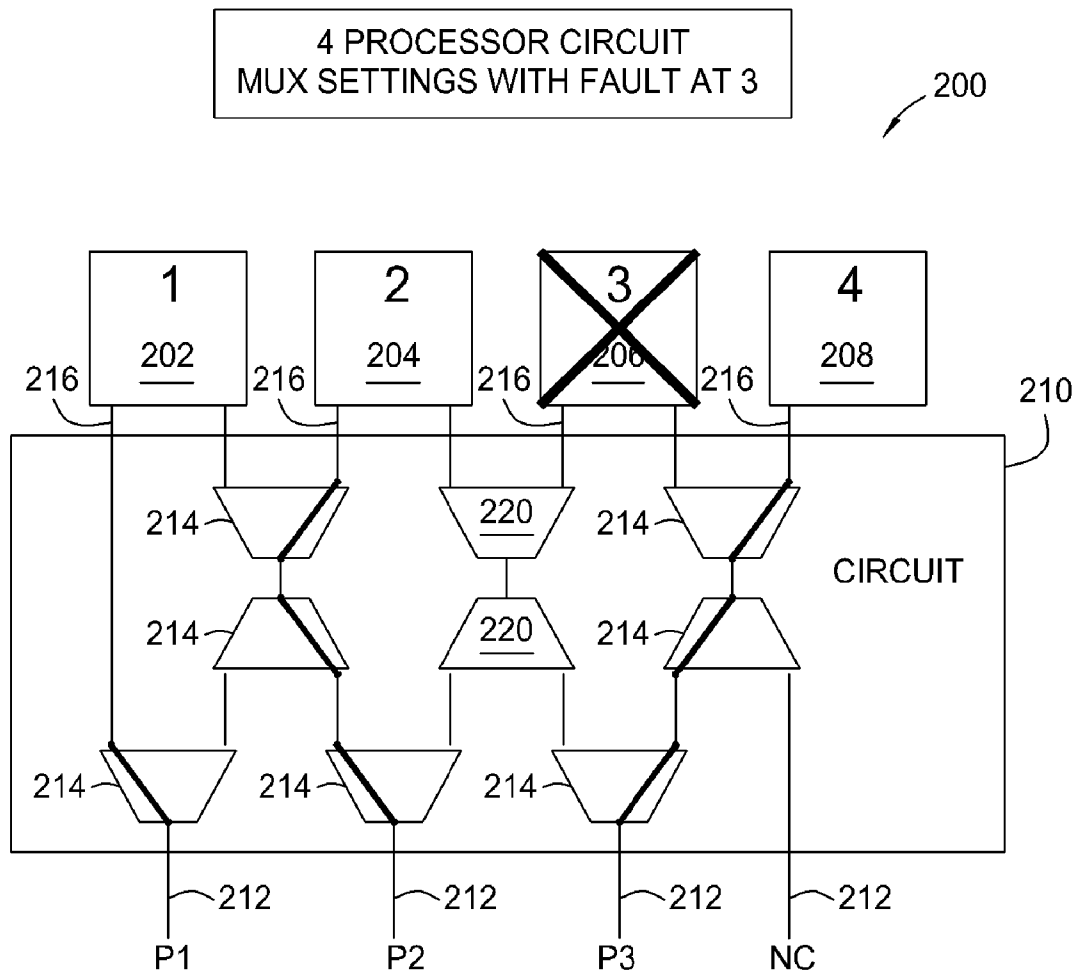 4 PROCESSOR CIRCUIT
MUX SETTINGS WITH FAULT AT 3
200
1 2 3 4
202 204 206 208
216 216 216 216
210
214 220 214
CIRCUIT
214 220 214
214 214 214
212 212 212 212
P1 P2 P3 NC